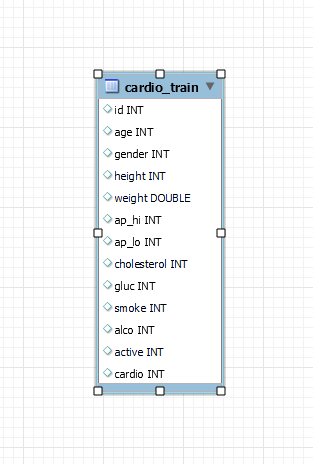 cardio_train
id INT
age INT
gender INT
height INT
weight DOUBLE
ap_hi INT
ap_lo INT
cholesterol INT
gluc INT
smoke INT
alco INT
active INT
cardio INT